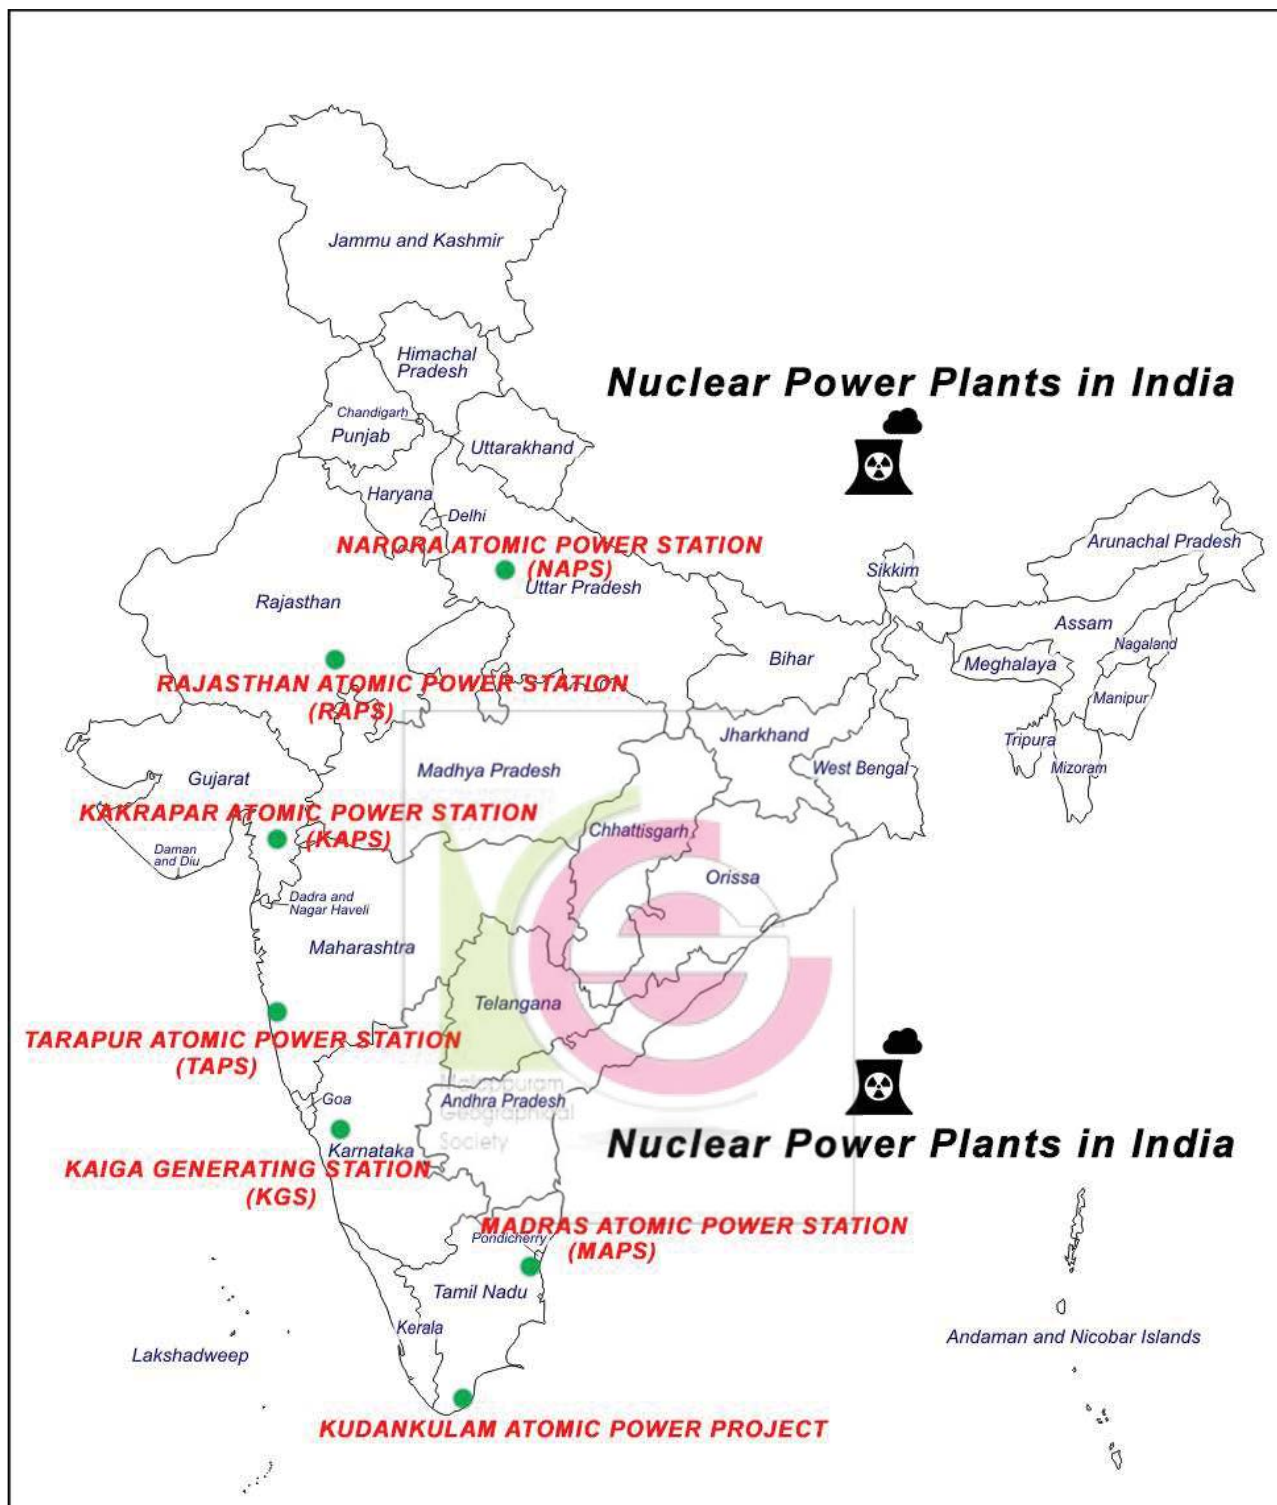 Jammu and Kashmir
Himachal
Pradesh
Nuclear Power Plants in India
Chandigarh
Punjab
Uttarakhand
Haryana
Delhi
NARORA ATOMIC POWER STATION
(NAPS)
Arunachal Pradesh
Sikkim
Uttar Pradesh
Rajasthan
Assam
Nagaland
Bihar
Meghalaya
RAJASTHAN ATOMIC POWER STATION
(RAPS)
Manipur
Jharkhand
Tripura
West Bengal
Mizoram
Madhya Pradesh
Gujarat
KAKRAPAR ATOMIC POWER STATION
(KAPS)
Chhattisgarh
Daman
and Diu
Orissa
Dadra and
Nagar Haveli
Maharashtra
Telangana
TARAPUR ATOMIC POWER STATION
(TAPS)
Malappuram
Geographical
Society
Goa
Andhra Pradesh
Karnataka
Nuclear Power Plants in India
KAIGA GENERATING STATION
(KGS)
MADRAS ATOMIC POWER STATION
(MAPS)
Pondicherry
Tamil Nadu
Kerala
Lakshadweep
Andaman and Nicobar Islands
KUDANKULAM ATOMIC POWER PROJECT